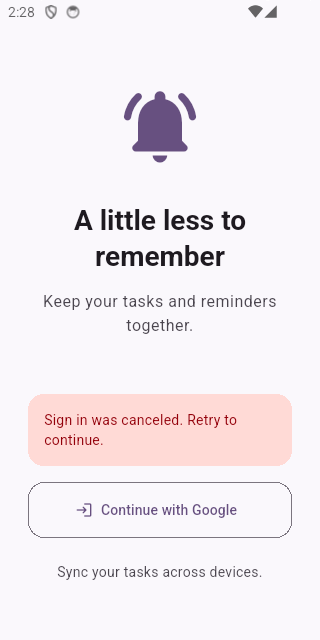 2:28
A little less to
remember
Keep your tasks and reminders
together.
Sign in was canceled. Retry to
continue.
Continue with Google
Sync your tasks across devices.